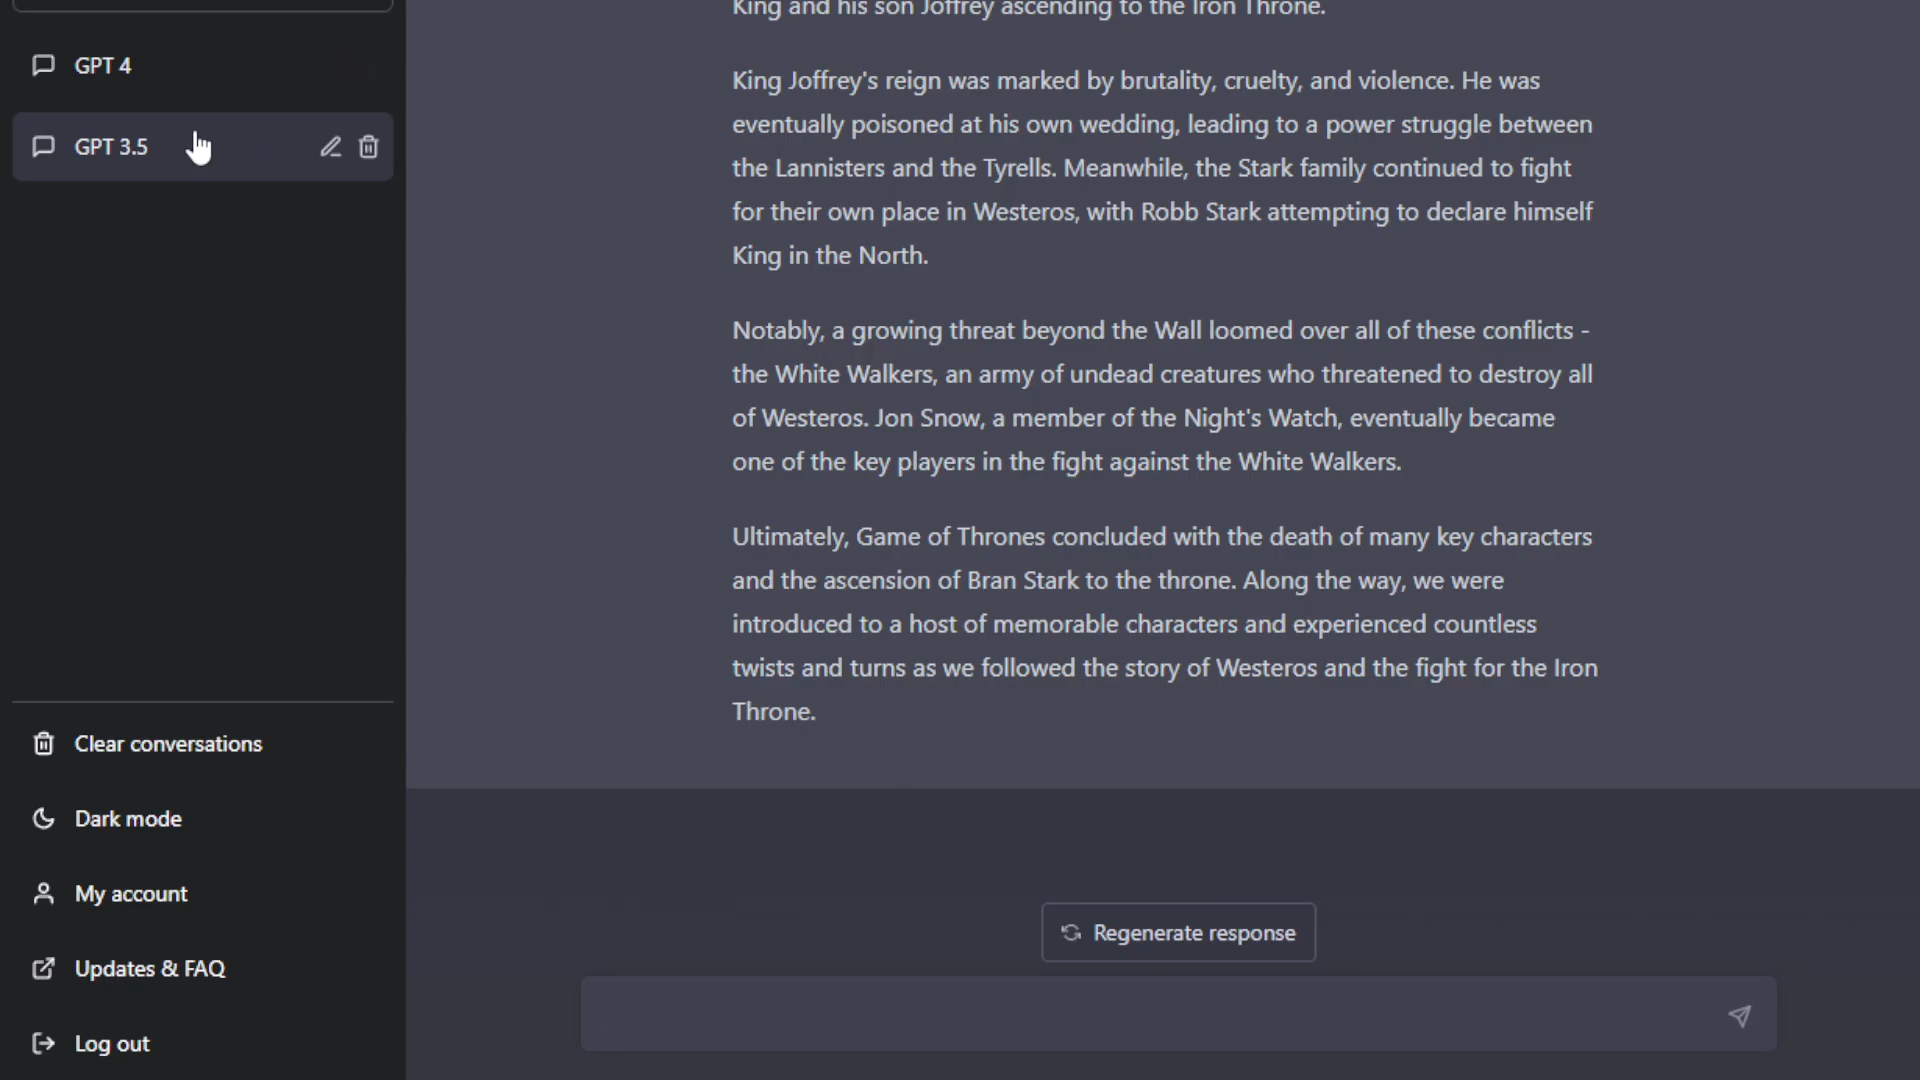 GPT 4
GPT 3.5
Clear conversations
Dark mode
My account
Updates & FAQ
Log out
King and his son Joffrey ascending to the Iron Throne.
King Joffrey's reign was marked by brutality, cruelty, and violence. He was
eventually poisoned at his own wedding, leading to a power struggle between
the Lannisters and the Tyrells. Meanwhile, the Stark family continued to fight
for their own place in Westeros, with Robb Stark attempting to declare himself
King in the North.
Notably, a growing threat beyond the Wall loomed over all of these conflicts -
the White Walkers, an army of undead creatures who threatened to destroy all
of Westeros. Jon Snow, a member of the Night's Watch, eventually became
one of the key players in the fight against the White Walkers.
Ultimately, Game of Thrones concluded with the death of many key characters
and the ascension of Bran Stark to the throne. Along the way, we were
introduced to a host of memorable characters and experienced countless
twists and turns as we followed the story of Westeros and the fight for the Iron
Throne.
Regenerate response